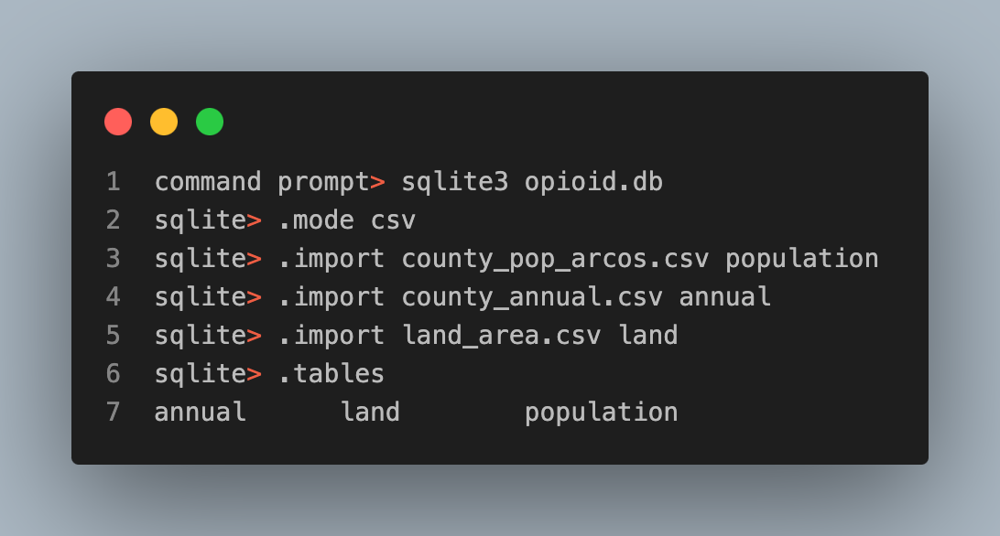 1 command prompt> sqlite3 opioid.db
2 sqlite> .mode csv
3 sqlite> .import county_pop_arcos.csv population
4 sqlite> .import county_annual.csv annual
5 sqlite> .import land_area.csv land
6 sqlite> .tables
7 annual      land        population